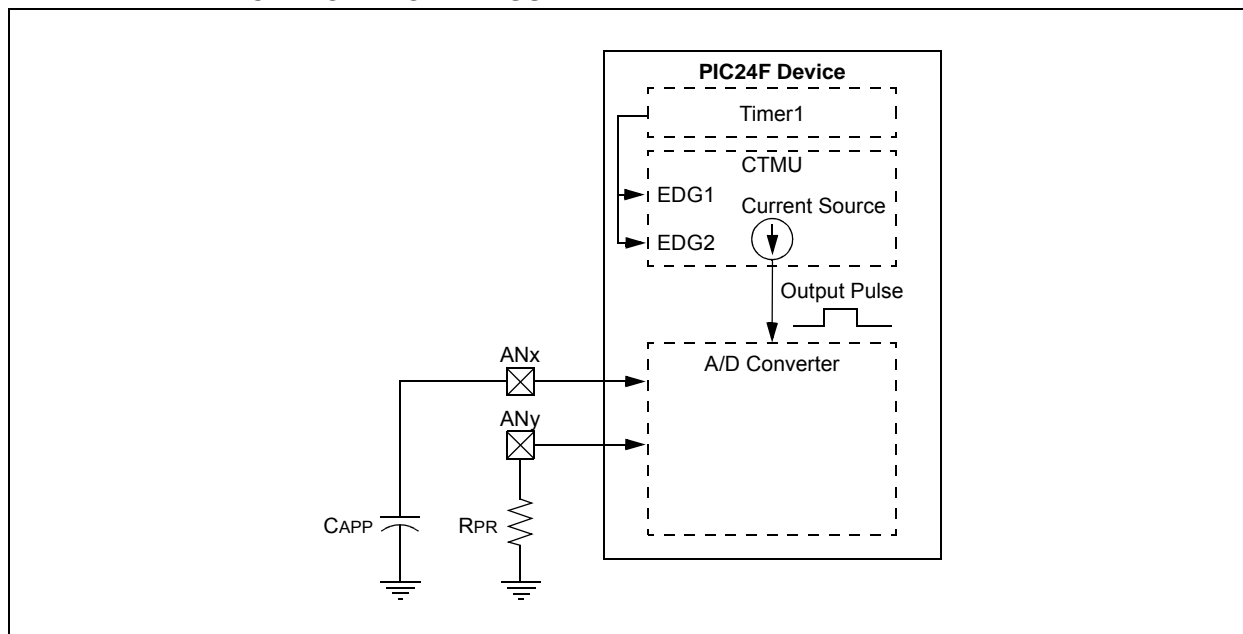 PIC24F Device
Timer1
CTMU
EDG1
Current Source
EDG2
Output Pulse
ANx
A/D Converter
ANy
CAPP
RPR